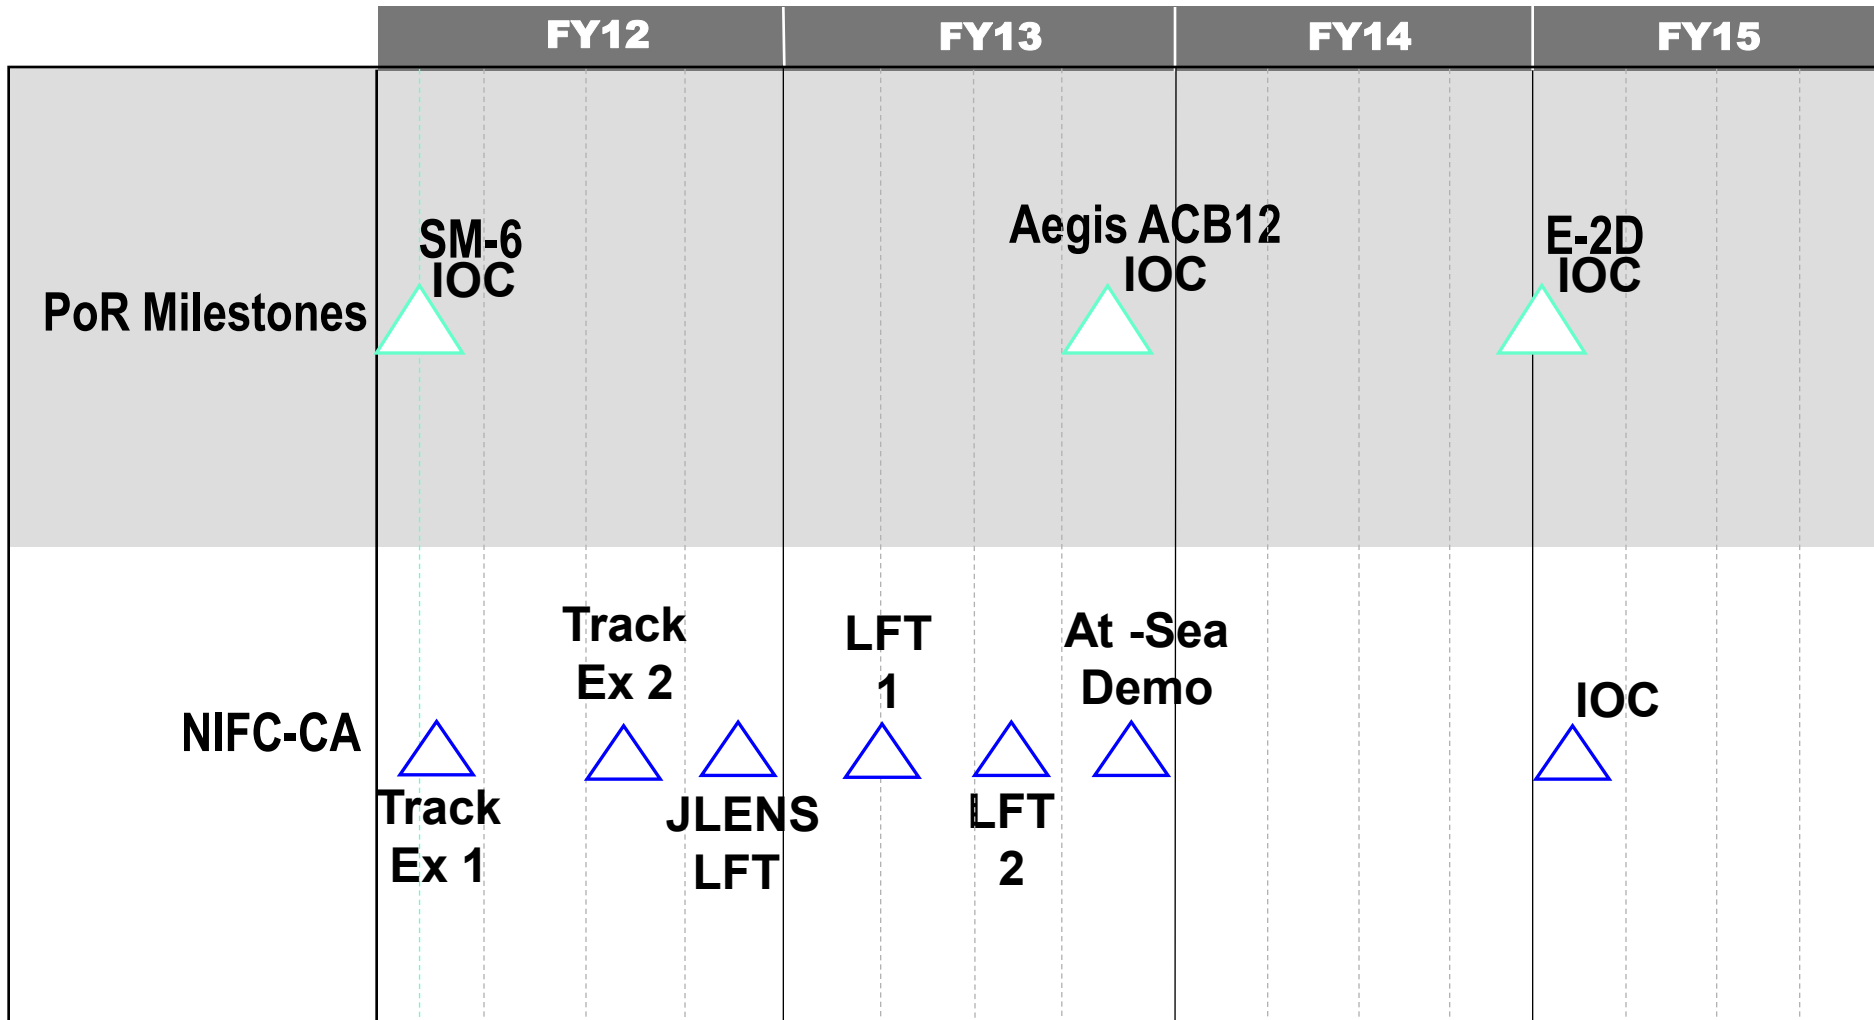 FY12 FY13 FY14 FY15
SM-6
IOC
Aegis ACB12
IOC
E-2D
IOC
PoR Milestones
Track
Ex 2
LFT
1
At -Sea
Demo
IOC
NIFC-CA
Track
Ex 1
JLENS
LFT
LFT
2